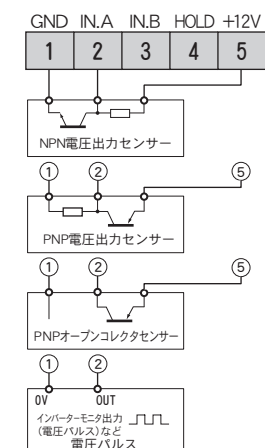 GND IN.A IN.B HOLD +12V
1 2 3 4 5
NPN電圧出力センサー
① ② ⑤
PNP電圧出力センサー
① ② ⑤
PNPオープンコレクタセンサー
① ②
0V OUT
インバーターモニタ出力
(電圧パルス)など
電圧パルス